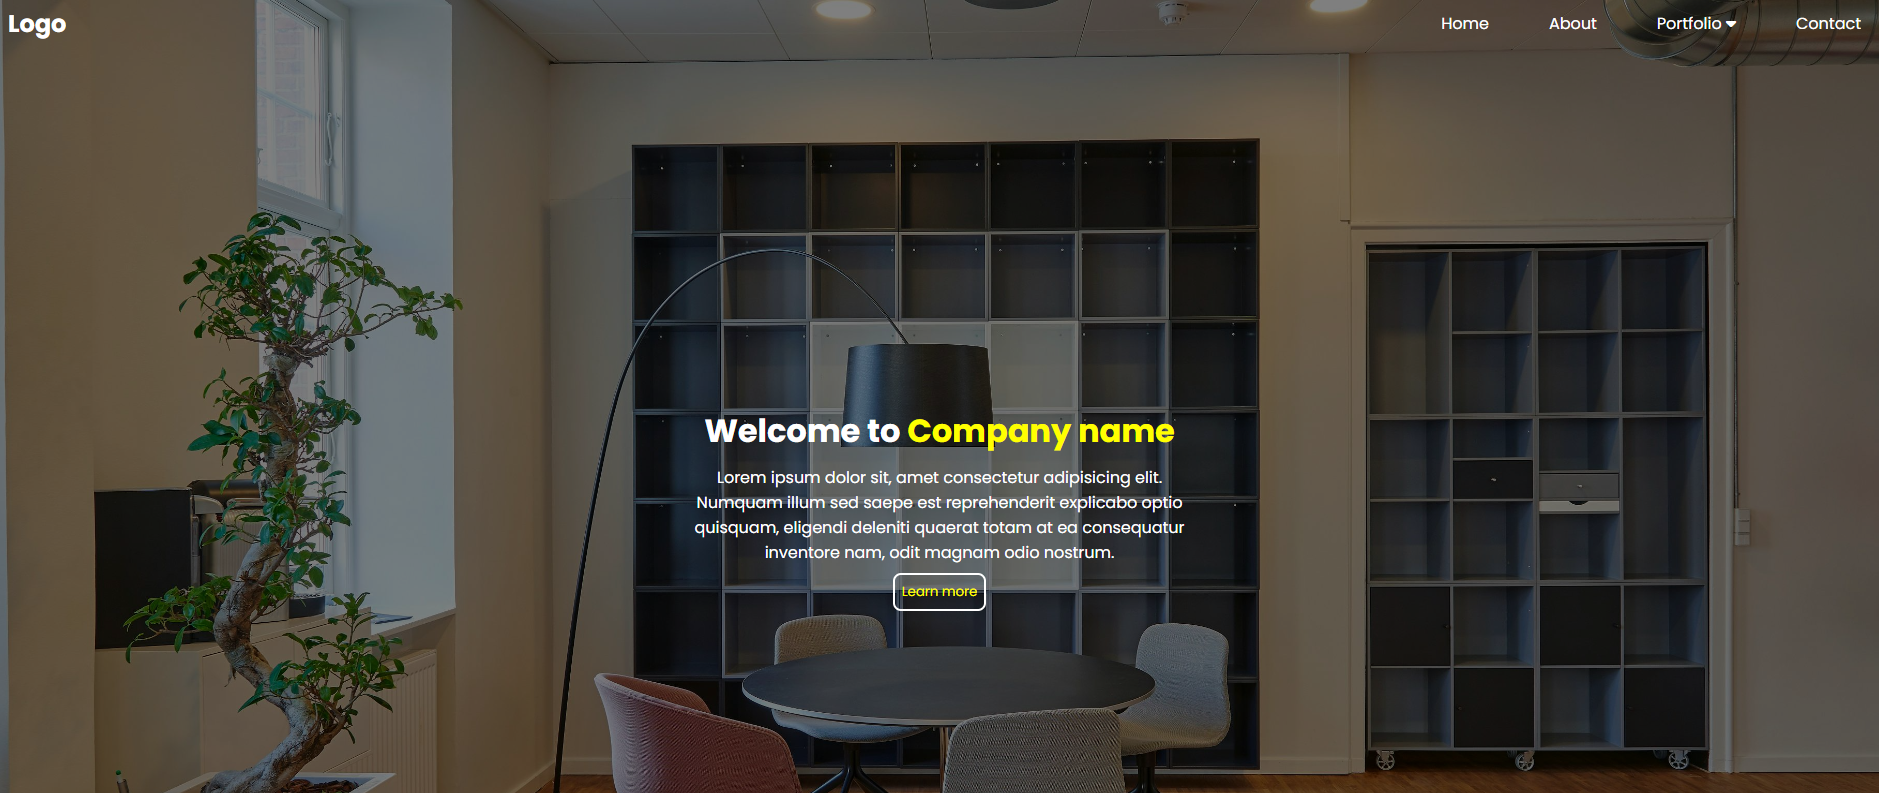 Logo
Home About Portfolio Contact
Welcome to Company name
Lorem ipsum dolor sit, amet consectetur adipisicing elit.
Numquam illum sed saepe est reprehenderit explicabo optio
quisquam, eligendi deleniti quaerat totam at ea consequatur
inventore nam, odit magnam odio nostrum.
Learn more